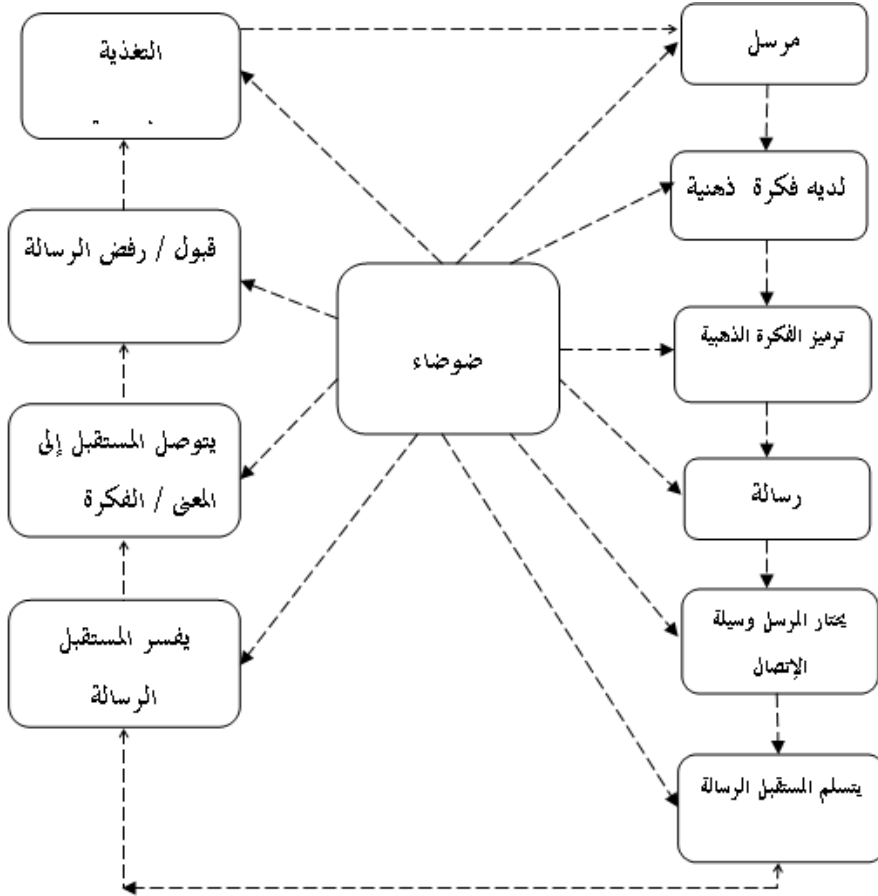 مرسل
لديه فكرة ذهنية
ترميز الفكرة الذهبية
رسالة
يختار المرسل وسيلة
الإتصال
يتسلم المستقبل الرسالة
يفسر المستقبل
الرسالة
يتوصل المستقبل إلى
المعنى / الفكرة
قبول / رفض الرسالة
التغذية
ضوضاء